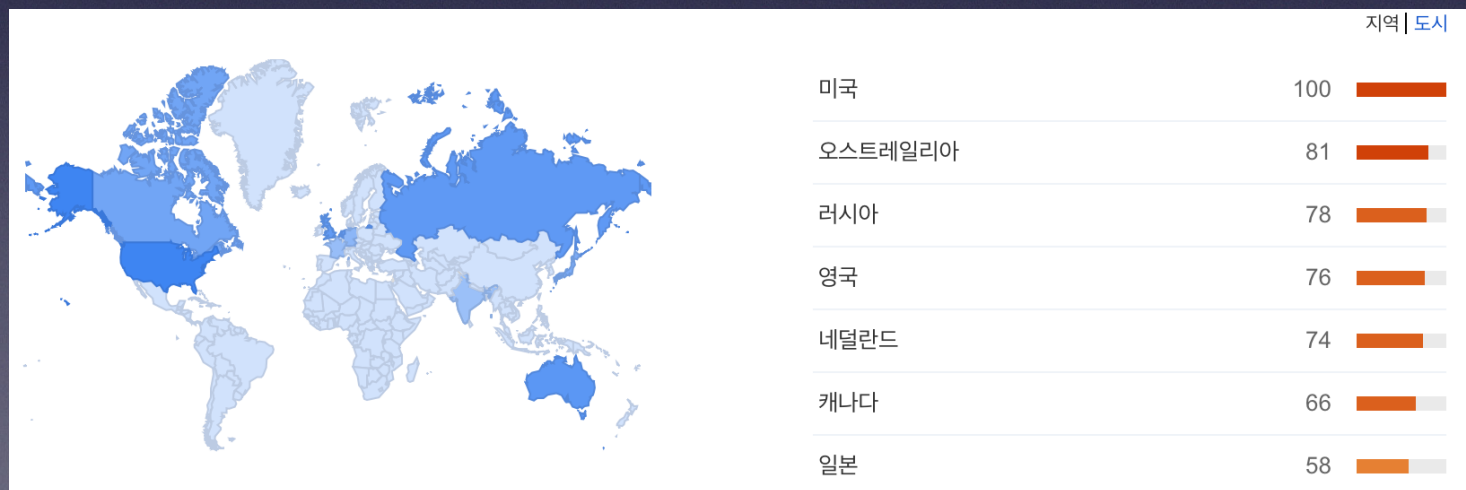 지역 | 도시
미국 100
오스트레일리아 81
러시아 78
영국 76
네덜란드 74
캐나다 66
일본 58